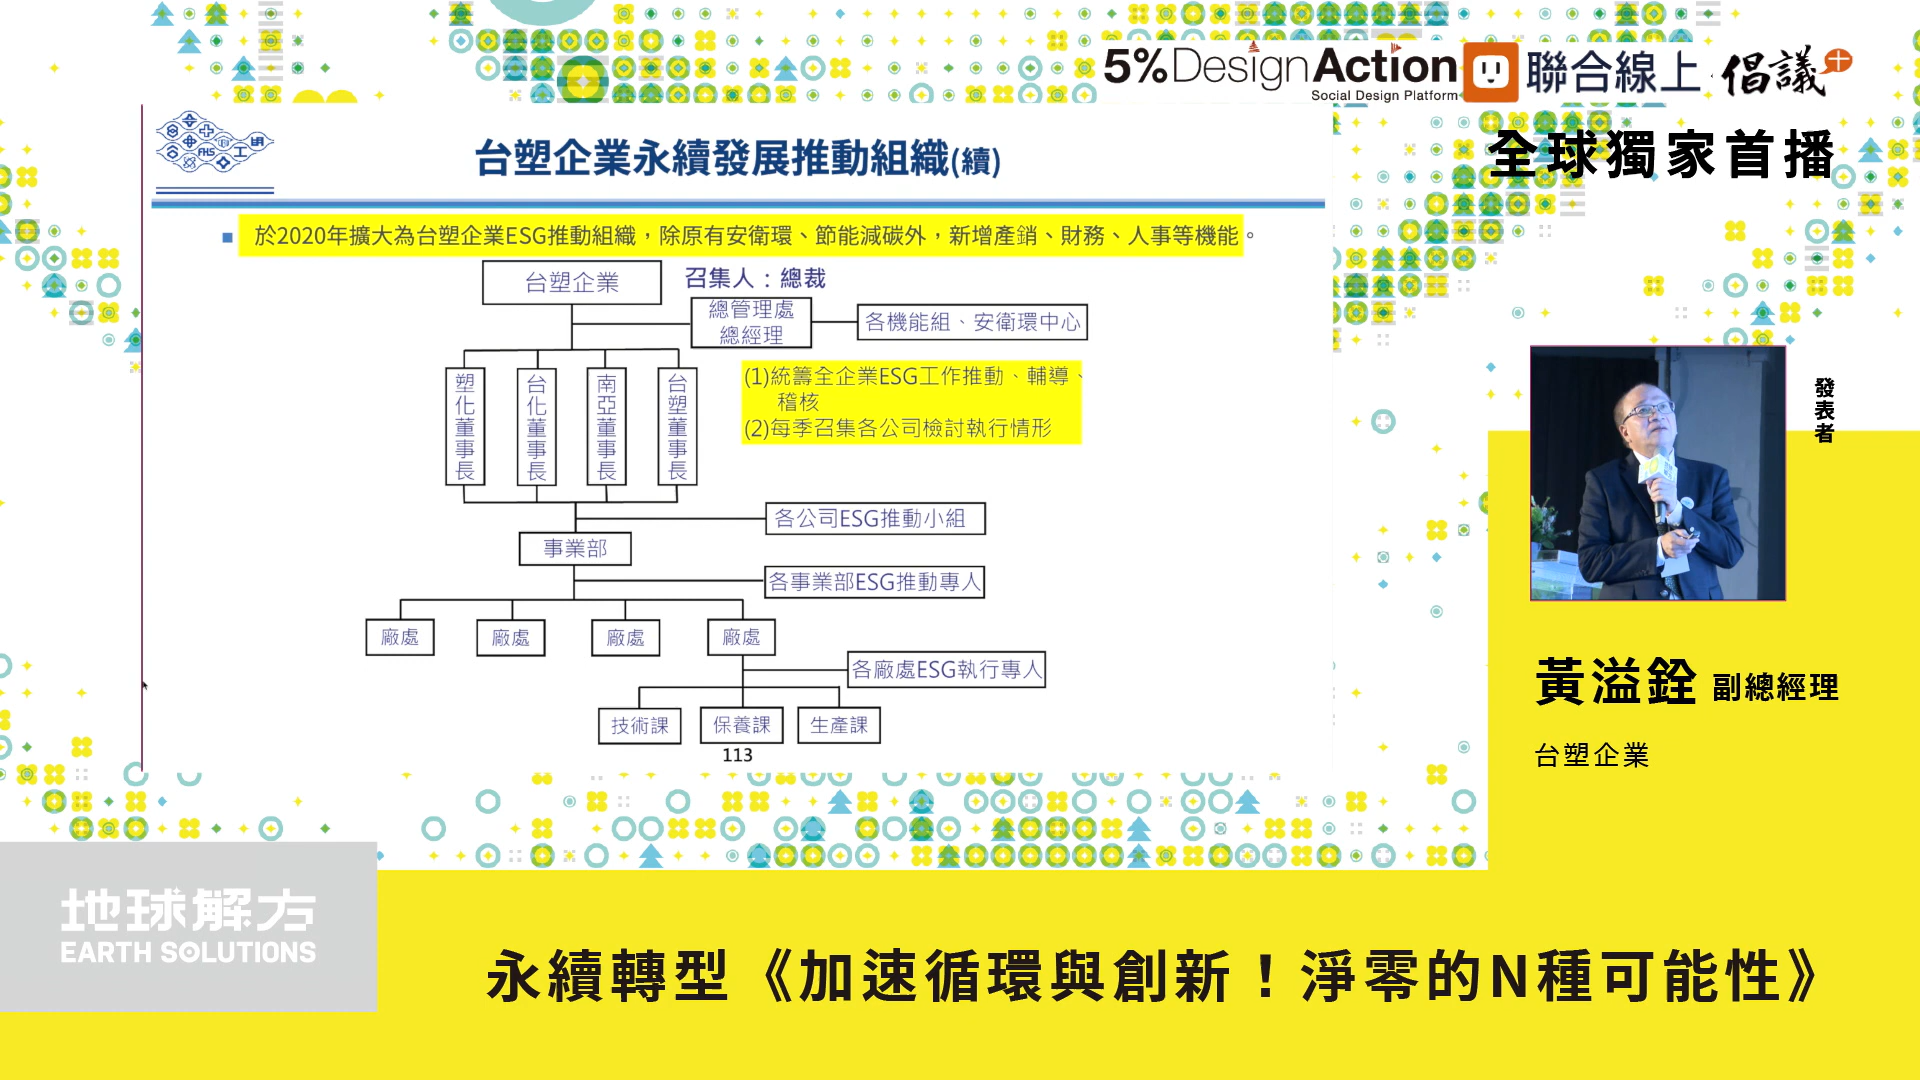 5%DesignAction
Social Design Platform
聯合線上
倡議+
全球獨家首播
FHS
台塑企業永續發展推動組織(續)
於2020年擴大為台塑企業ESG推動組織，除原有安衛環、節能減碳外，新增產銷、財務、人事等機能。
台塑企業
召集人：總裁
總管理處
總經理
各機能組、安衛環中心
塑化董事長
台化董事長
南亞董事長
台塑董事長
(1)統籌全企業ESG工作推動、輔導、
稽核
(2)每季召集各公司檢討執行情形
各公司ESG推動小組
事業部
各事業部ESG推動專人
廠處
廠處
廠處
廠處
各廠處ESG執行專人
技術課
保養課
生產課
113
發表者
黃溢銓 副總經理
台塑企業
地球解方
EARTH SOLUTIONS
永續轉型《加速循環與創新！淨零的N種可能性》